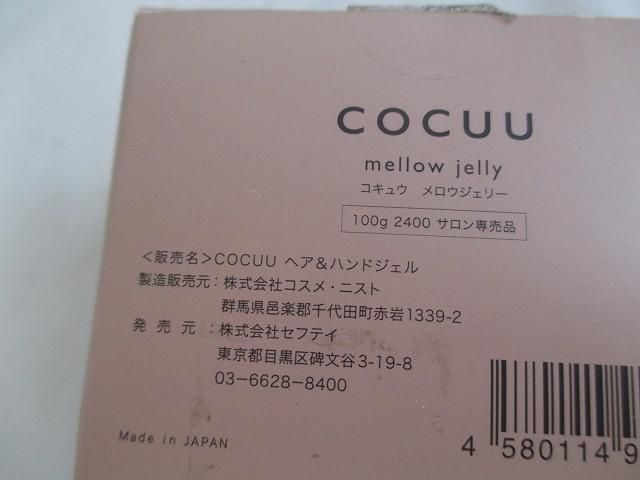 COCUU
mellow jelly
コキュウ メロウジェリー
100g 2400 サロン専売品
<販売名>COCUU ヘア&ハンドジェル
製造販売元：株式会社コスメ・ニスト
群馬県邑楽郡千代田町赤岩1339-2
発売元：株式会社セフティ
東京都目黒区碑文谷3-19-8
03-6628-8400
Made in JAPAN
4 580114 9